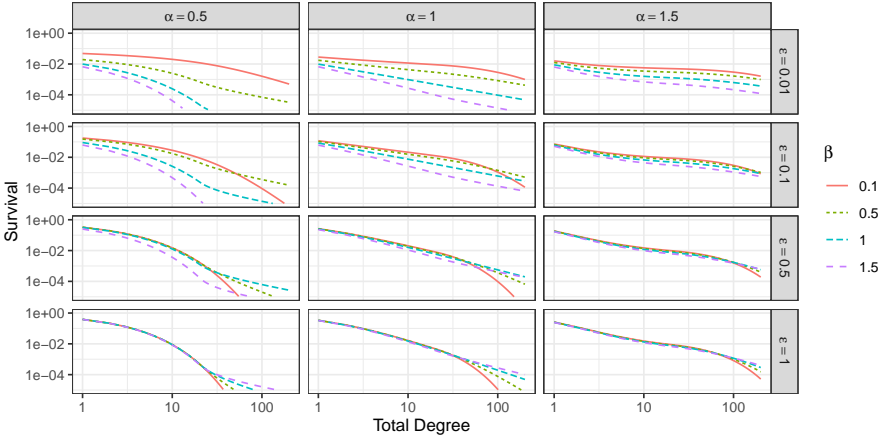 α = 0.5
α = 1
α = 1.5
1e+00
1e−02
1e−04
ε = 0.01
1e+00
1e−02
1e−04
ε = 0.1
1e+00
1e−02
1e−04
ε = 0.5
1e+00
1e−02
1e−04
ε = 1
1
10
100
1
10
100
1
10
100
Total Degree
Survival
β
0.1
0.5
1
1.5